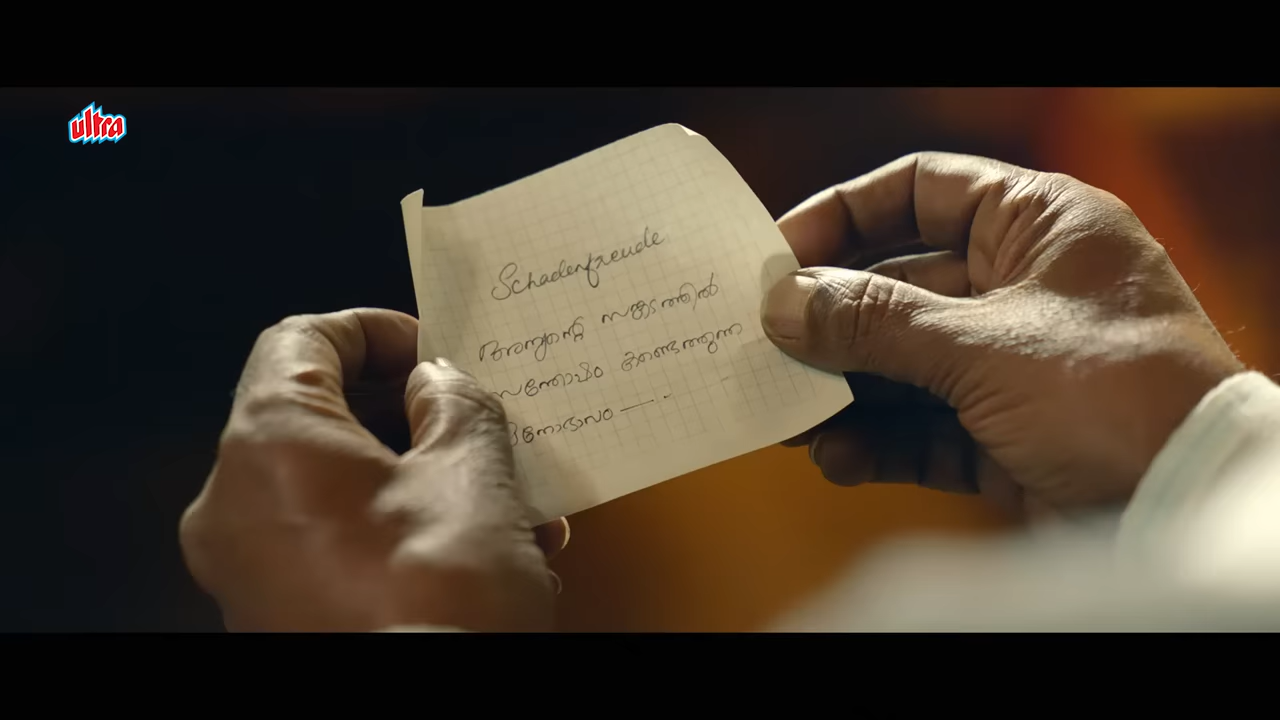 ultra
Schadenfreude
അന്യന്റെ സങ്കടത്തിൽ
സന്തോഷം കണ്ടെത്തുന്ന
മനോഭാവം —.